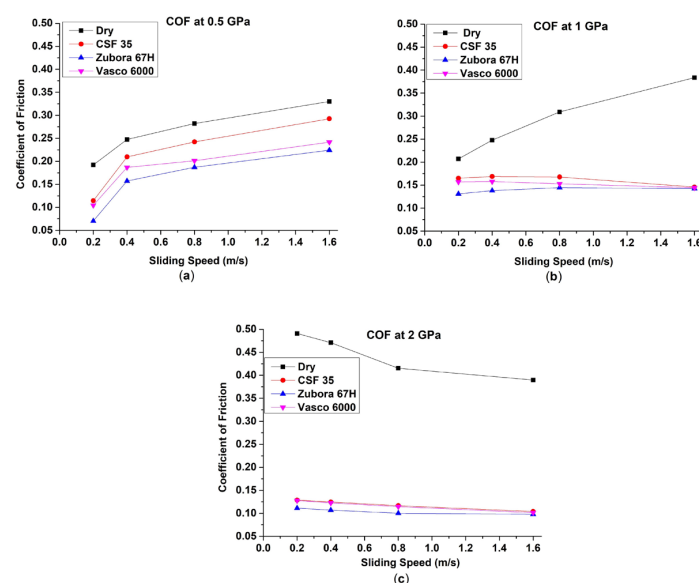 COF at 0.5 GPa
Dry
CSF 35
Zubora 67H
Vasco 6000
0.50
0.45
0.40
0.35
0.30
0.25
0.20
0.15
0.10
0.05
Coefficient of Friction
0.0 0.2 0.4 0.6 0.8 1.0 1.2 1.4 1.6
Sliding Speed (m/s)
(a)
COF at 1 GPa
Dry
CSF 35
Zubora 67H
Vasco 6000
0.50
0.45
0.40
0.35
0.30
0.25
0.20
0.15
0.10
0.05
Coefficient of Friction
0.0 0.2 0.4 0.6 0.8 1.0 1.2 1.4 1.6
Sliding Speed (m/s)
(b)
COF at 2 GPa
Dry
CSF 35
Zubora 67H
Vasco 6000
0.50
0.45
0.40
0.35
0.30
0.25
0.20
0.15
0.10
0.05
Coefficient of Friction
0.0 0.2 0.4 0.6 0.8 1.0 1.2 1.4 1.6
Sliding Speed (m/s)
(c)